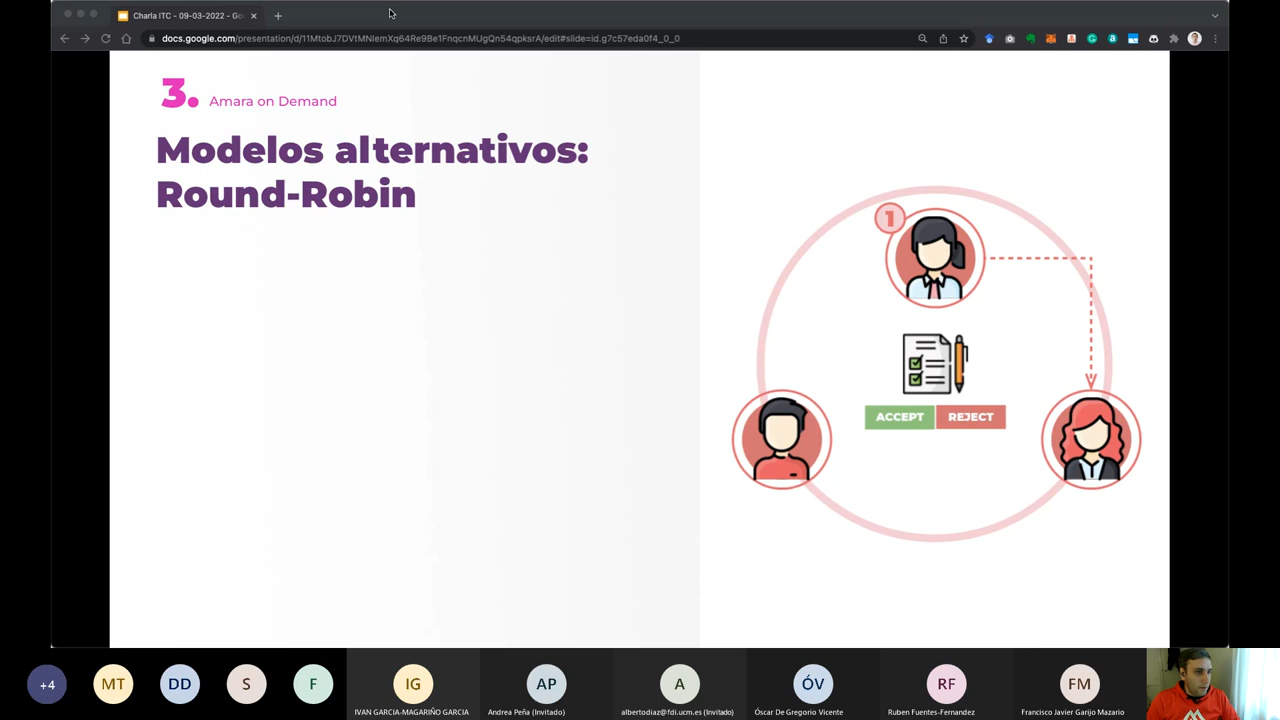 Charla ITC - 09-03-2022 - Go
docs.google.com/presentation/d/11MtobJ7DVtMNIemXq64Re9Be1FnqcnMUgQn54qpksrA/edit#slide=id.g7c57eda0f4_0_0
3. Amara on Demand
Modelos alternativos:
Round-Robin
1
ACCEPT REJECT
+4 MT DD S F IG AP A ÓV RF FM
IVAN GARCIA-MAGARIÑO GARCIA Andrea Peña (Invitado) albertodiaz@fdi.ucm.es (Invitado) Óscar De Gregorio Vicente Ruben Fuentes-Fernandez Francisco Javier Garijo Mazario